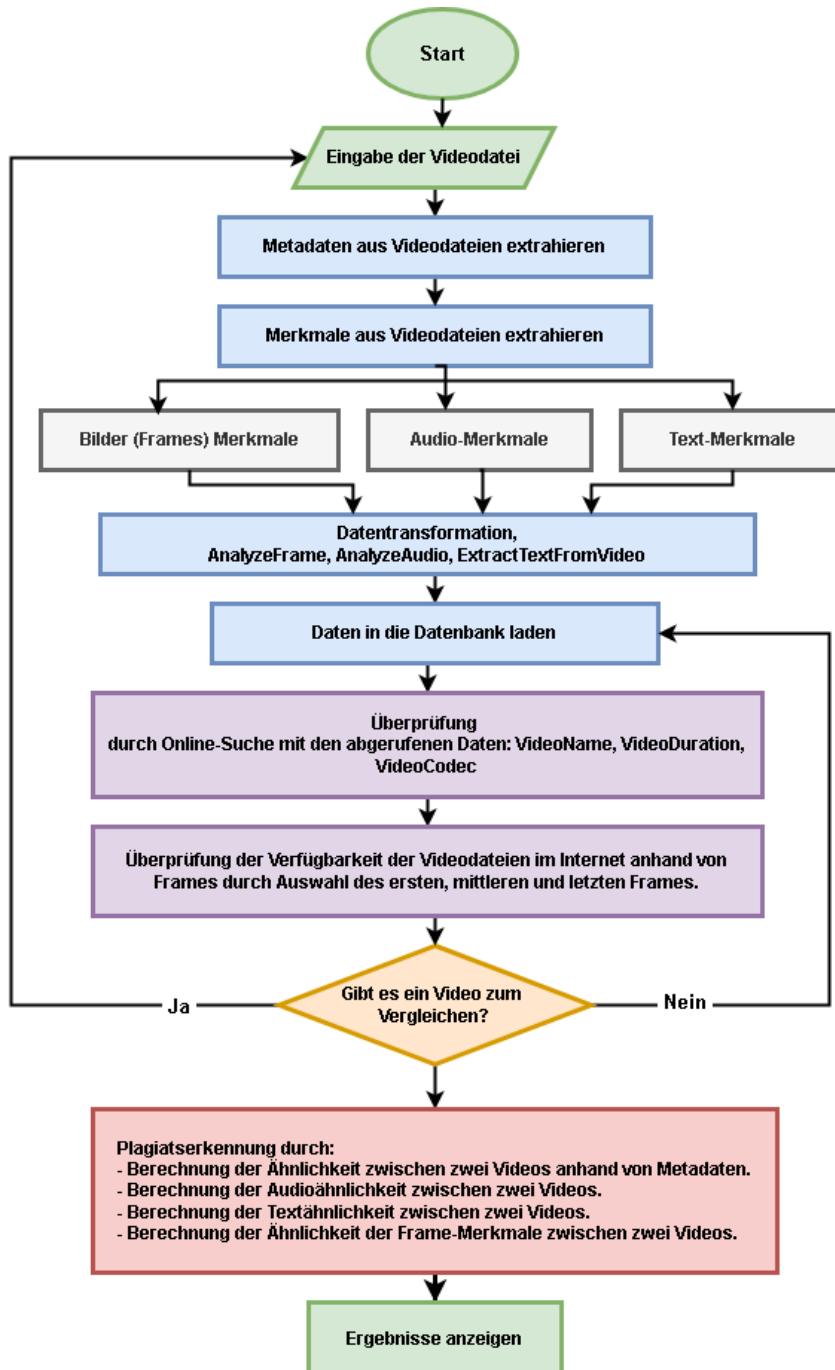 Start
Eingabe der Videodatei
Metadaten aus Videodateien extrahieren
Merkmale aus Videodateien extrahieren
Bilder (Frames) Merkmale
Audio-Merkmale
Text-Merkmale
Datentransformation,
AnalyzeFrame, AnalyzeAudio, ExtractTextFromVideo
Daten in die Datenbank laden
Überprüfung
durch Online-Suche mit den abgerufenen Daten: VideoName, VideoDuration,
VideoCodec
Überprüfung der Verfügbarkeit der Videodateien im Internet anhand von
Frames durch Auswahl des ersten, mittleren und letzten Frames.
Gibt es ein Video zum
Vergleichen?
Ja
Nein
Plagiatserkennung durch:
- Berechnung der Ähnlichkeit zwischen zwei Videos anhand von Metadaten.
- Berechnung der Audioähnlichkeit zwischen zwei Videos.
- Berechnung der Textähnlichkeit zwischen zwei Videos.
- Berechnung der Ähnlichkeit der Frame-Merkmale zwischen zwei Videos.
Ergebnisse anzeigen